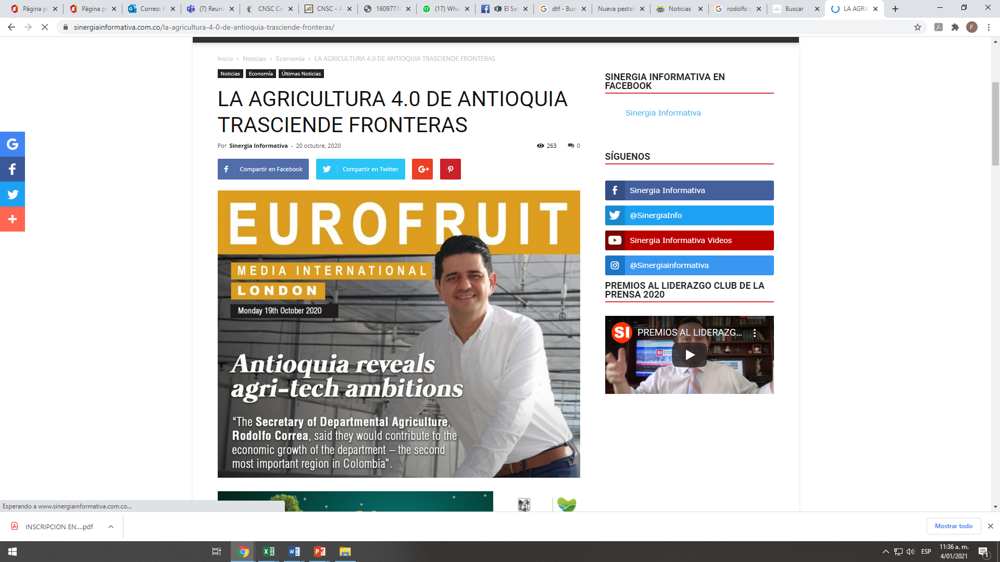 Página pr
Página pr
Correo: F
(7) Reuni
CNSC Co
CNSC - A
1609771(
(17) Wha
El Se
dtf - Bus
Nueva pestañ
Noticias
rodolfo c
Buscar
LA AGRIC
sinergiainformativa.com.co/la-agricultura-4-0-de-antioquia-trasciende-fronteras/
F
Inicio › Noticias › Economía › LA AGRICULTURA 4.0 DE ANTIOQUIA TRASCIENDE FRONTERAS
Noticias Economía Últimas Noticias
LA AGRICULTURA 4.0 DE ANTIOQUIA
TRASCIENDE FRONTERAS
Por Sinergia Informativa - 20 octubre, 2020 263 0
Compartir en Facebook Compartir en Twitter
EUROFRUIT
MEDIA INTERNATIONAL
LONDON
Monday 19th October 2020
Antioquia reveals
agri-tech ambitions
“The Secretary of Departmental Agriculture,
Rodolfo Correa, said they would contribute to the
economic growth of the department – the second
most important region in Colombia”.
SINERGIA INFORMATIVA EN
FACEBOOK
Sinergia Informativa
SÍGUENOS
Sinergia Informativa
@SinergiaInfo
Sinergia Informativa Videos
@Sinergiainformativa
PREMIOS AL LIDERAZGO CLUB DE LA
PRENSA 2020
SI PREMIOS AL LIDERAZG...
SI
Esperando a www.sinergiainformativa.com.co...
INSCRIPCION EN....pdf
Mostrar todo
ESP
11:36 a. m.
4/01/2021
1